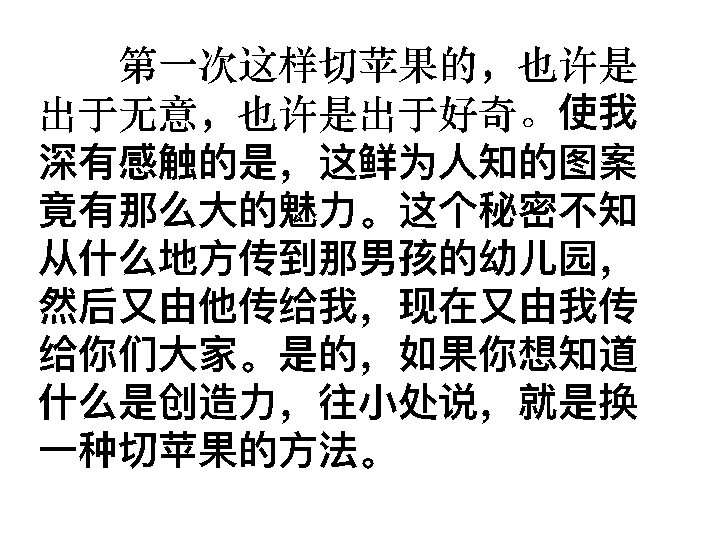 第一次这样切苹果的，也许是
出于无意，也许是出于好奇。使我
深有感触的是，这鲜为人知的图案
竟有那么大的魅力。这个秘密不知
从什么地方传到那男孩的幼儿园，
然后又由他传给我，现在又由我传
给你们大家。是的，如果你想知道
什么是创造力，往小处说，就是换
一种切苹果的方法。